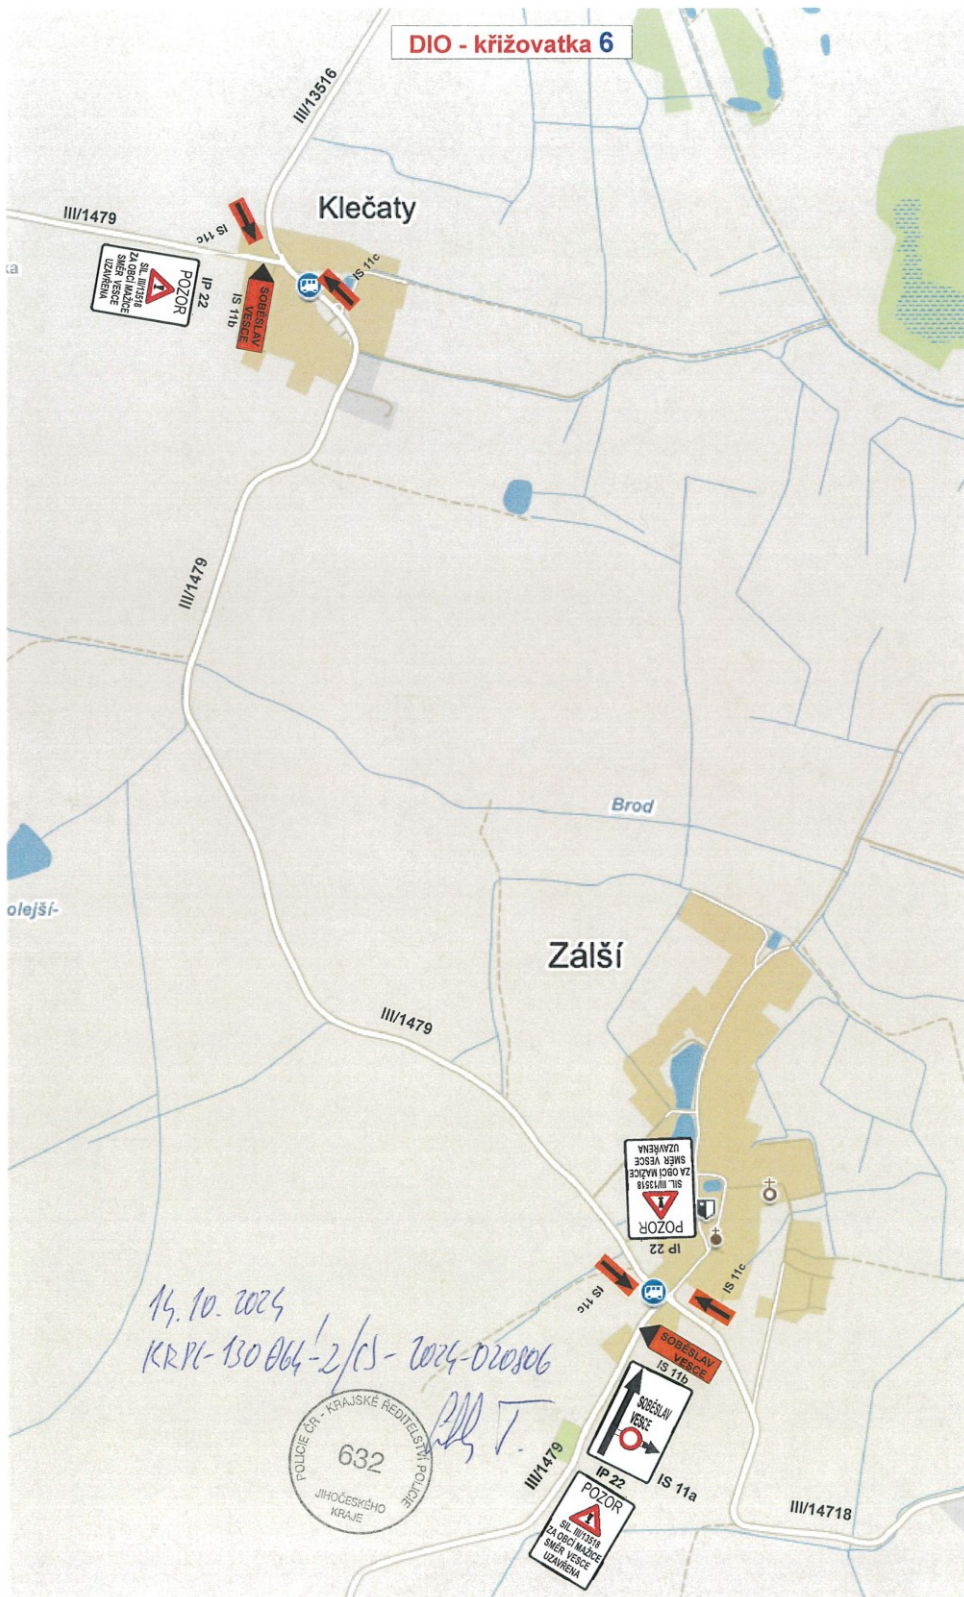 DIO - křižovatka 6
III/13516
Klečaty
III/1479
IS 11c
IS 11c
IP 22
POZOR
SIL. III/13518
ZA OBCÍ MAŽICE
SMĚR VESCE
UZAVŘENA
SOBĚSLAV
VESCE
IS 11b
III/1479
Brod
olejší-
Zálší
III/1479
UZAVŘENA
SMĚR VESCE
ZA OBCÍ MAŽICE
SIL. III/13518
POZOR
IP 22
IS 11c
IS 11c
SOBĚSLAV
VESCE
IS 11b
SOBĚSLAV
VESCE
IS 11a
IP 22
POZOR
SIL. III/13518
ZA OBCÍ MAŽICE
SMĚR VESCE
UZAVŘENA
III/1479
III/14718
14.10.2024
2024-020806
POLICIE ČR - KRAJSKÉ ŘEDITELSTVÍ POLICIE
632
JIHOČESKÉHO
KRAJE